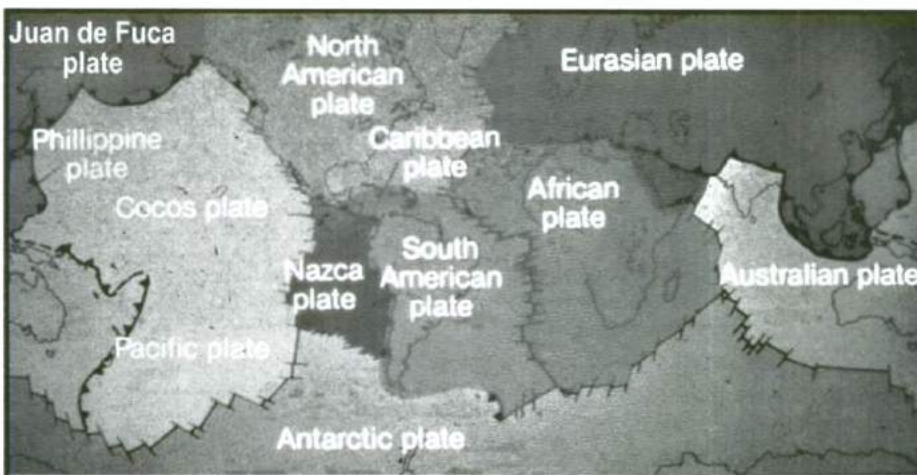 Juan de Fuca
plate
North
American
plate
Eurasian plate
Phillippine
plate
Caribbean
plate
Cocos plate
African
plate
Nazca
plate
South
American
plate
Australian plate
Pacific plate
Antarctic plate